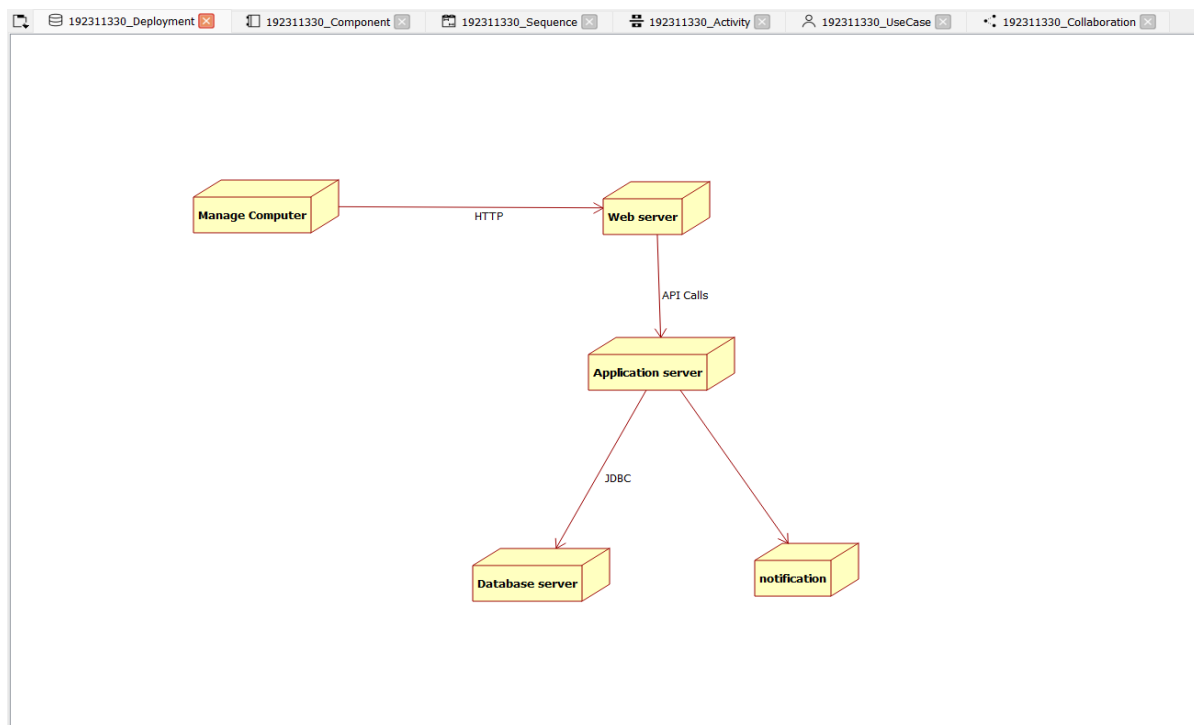 192311330_Deployment
192311330_Component
192311330_Sequence
192311330_Activity
192311330_UseCase
192311330_Collaboration
Manage Computer
HTTP
Web server
API Calls
Application server
JDBC
Database server
notification